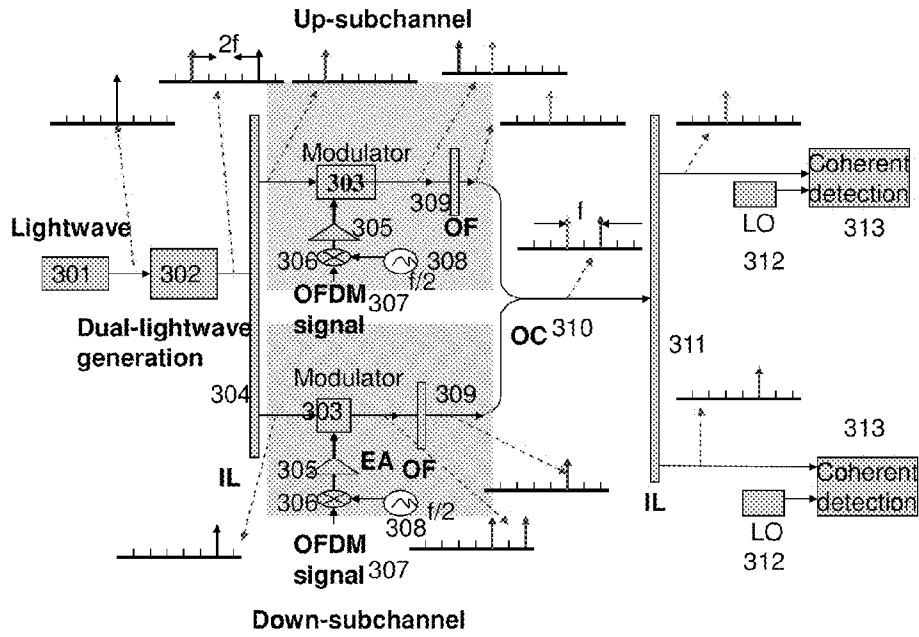 Up-subchannel
2f
Modulator
303
309
OF
305
306
308
f/2
OFDM
signal
307
Lightwave
301
302
Dual-lightwave
generation
304
IL
f
OC
310
Coherent
detection
313
LO
312
311
Modulator
303
309
305
EA
OF
306
f/2
308
OFDM
signal
307
313
Coherent
detection
IL
LO
312
Down-subchannel